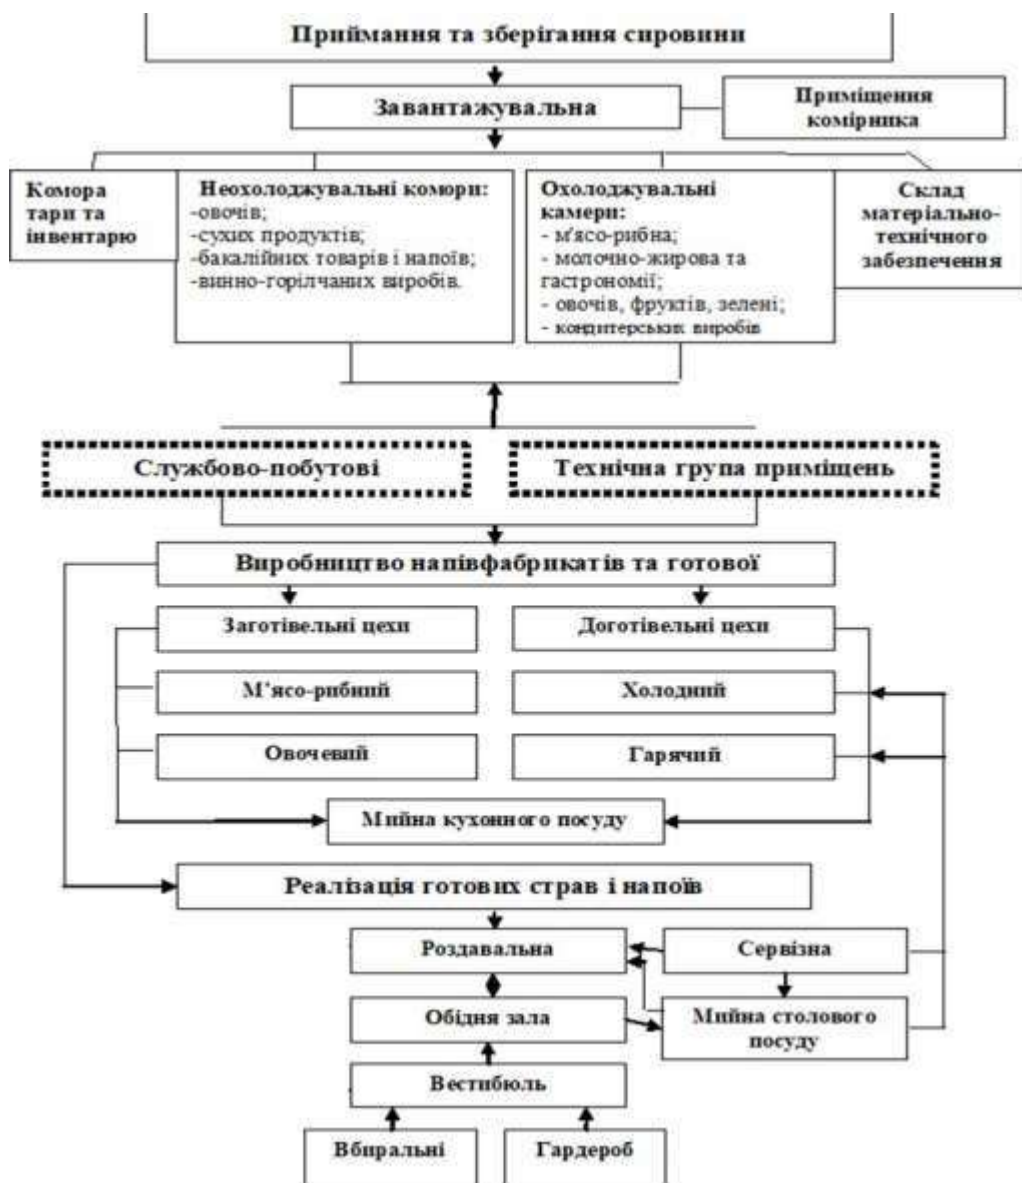 Приймання та зберігання сировини
Завантажувальна
Приміщення
комірника
Комора
тари та
інвентарю
Неохолоджувальні комори:
-овочів;
-сухих продуктів;
-бакалійних товарів і напоїв;
-винно-горілчаних виробів.
Охолоджувальні
камери:
- м'ясо-рибна;
- молочно-жирова та
гастрономії;
- овочів, фруктів, зелені;
- кондитерських виробів
Склад
матеріально-
технічного
забезпечення
Службово-побутові
Технічна група приміщень
Виробництво напівфабрикатів та готової
Заготівельні цехи
Доготівельні цехи
М'ясо-рибний
Холодний
Овочевий
Гарячий
Мийна кухонного посуду
Реалізація готових страв і напоїв
Роздавальна
Сервізна
Обідня зала
Мийна столового
посуду
Вестибюль
Вбиральні
Гардероб